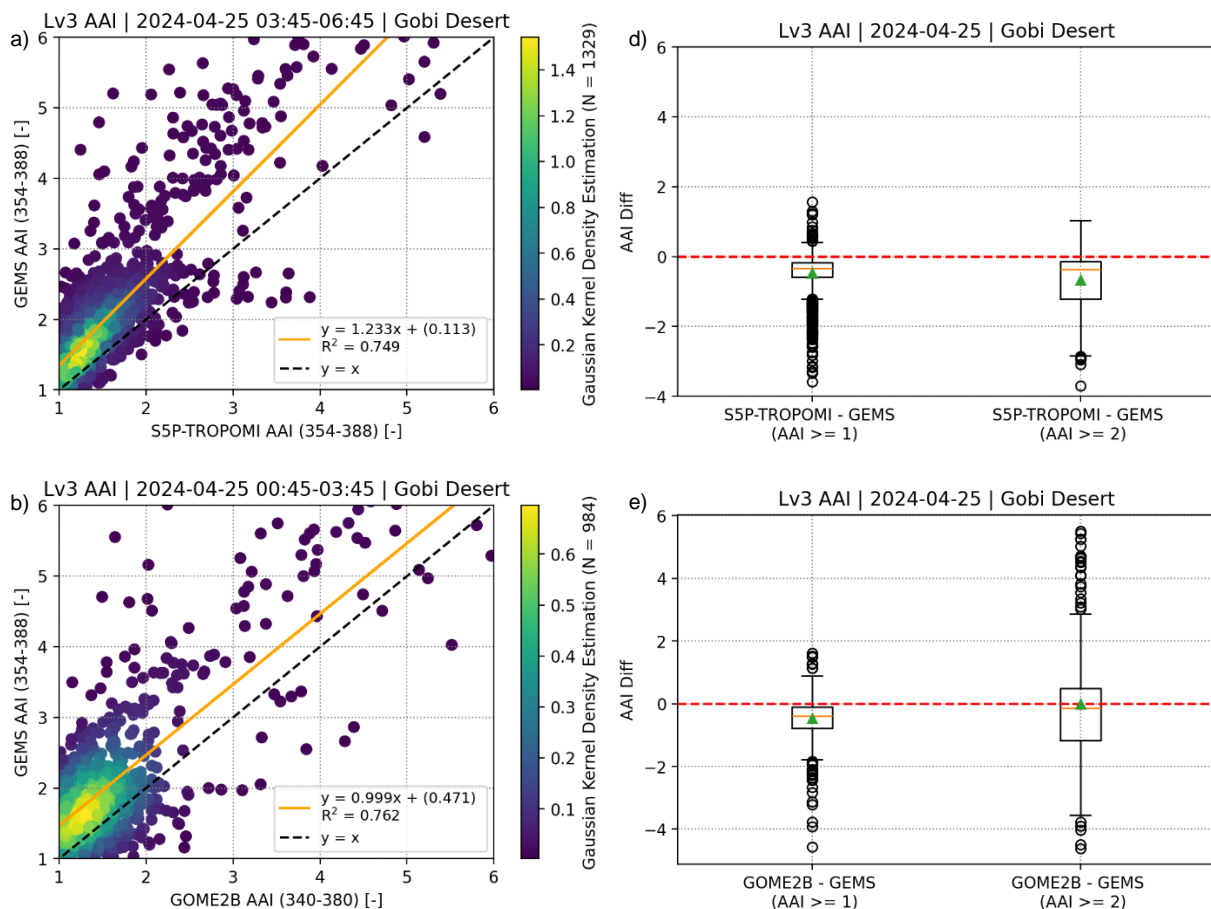 a)
Lv3 AAI | 2024-04-25 03:45-06:45 | Gobi Desert
GEMS AAI (354-388) [-]
6
5
4
3
2
1
1 2 3 4 5 6
S5P-TROPOMI AAI (354-388) [-]
y = 1.233x + (0.113)
R² = 0.749
y = x
1.4
1.2
1.0
0.8
0.6
0.4
0.2
Gaussian Kernel Density Estimation (N = 1329)
d)
Lv3 AAI | 2024-04-25 | Gobi Desert
AAI Diff
6
4
2
0
−2
−4
S5P-TROPOMI - GEMS
(AAI >= 1)
S5P-TROPOMI - GEMS
(AAI >= 2)
b)
Lv3 AAI | 2024-04-25 00:45-03:45 | Gobi Desert
GEMS AAI (354-388) [-]
6
5
4
3
2
1
1 2 3 4 5 6
GOME2B AAI (340-380) [-]
y = 0.999x + (0.471)
R² = 0.762
y = x
0.6
0.5
0.4
0.3
0.2
0.1
Gaussian Kernel Density Estimation (N = 984)
e)
Lv3 AAI | 2024-04-25 | Gobi Desert
AAI Diff
6
4
2
0
−2
−4
GOME2B - GEMS
(AAI >= 1)
GOME2B - GEMS
(AAI >= 2)